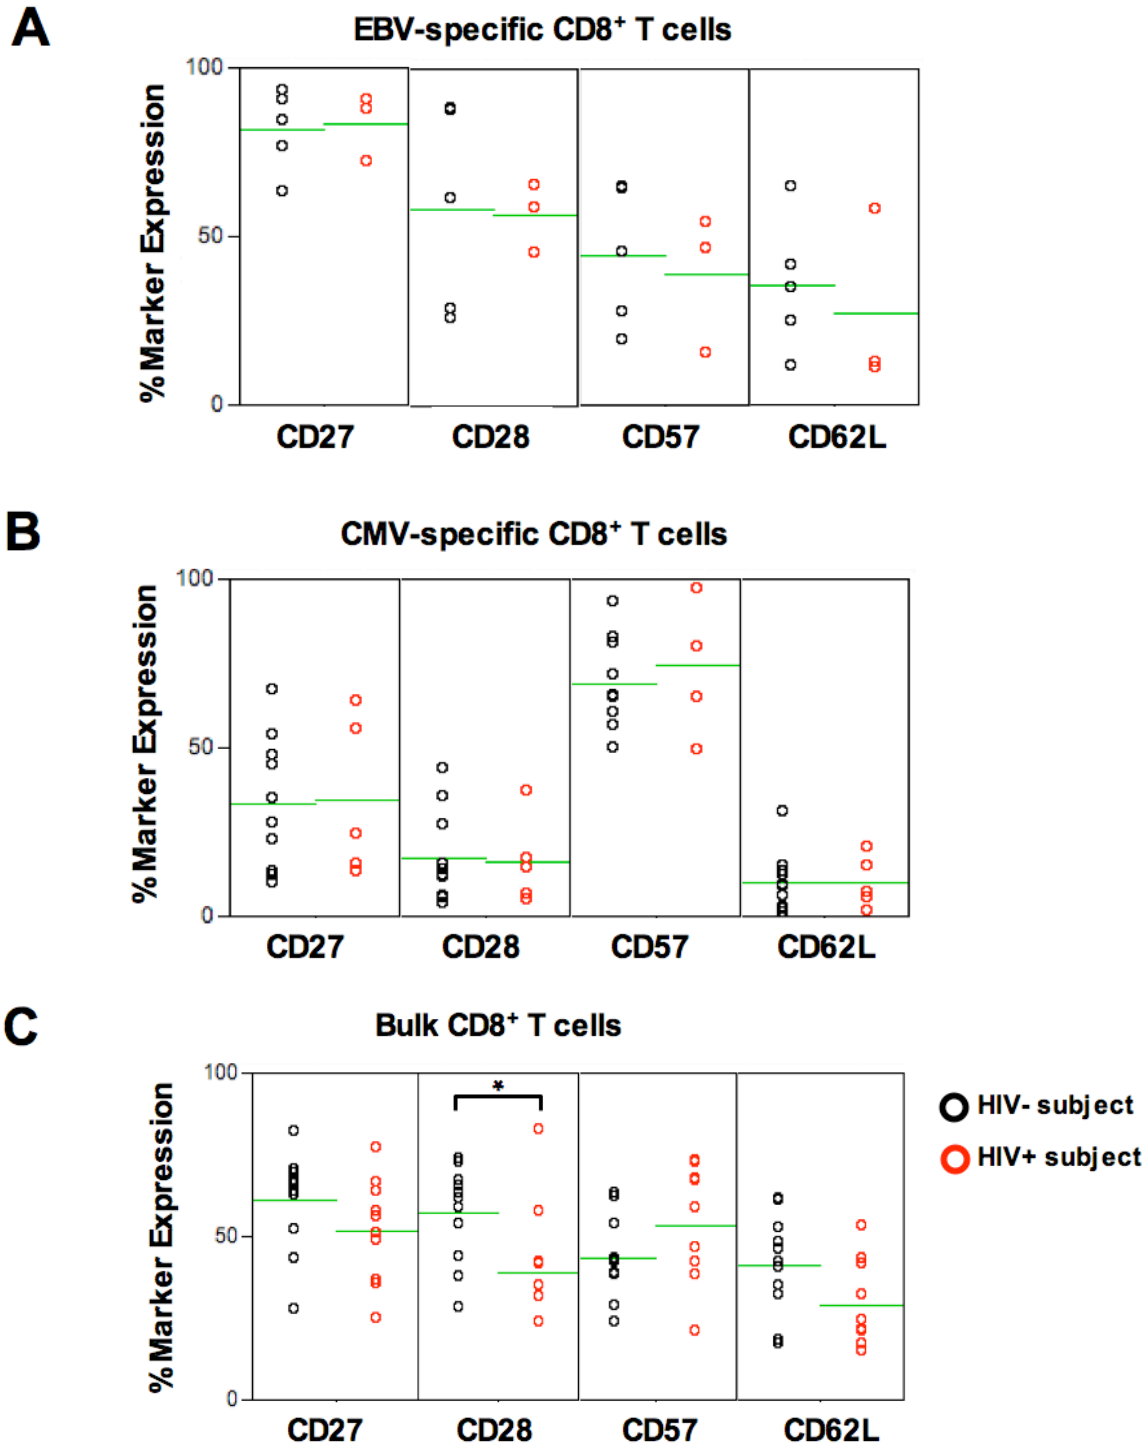 A
EBV-specific CD8+ T cells
100
50
0
% Marker Expression
CD27 CD28 CD57 CD62L
B
CMV-specific CD8+ T cells
100
50
0
% Marker Expression
CD27 CD28 CD57 CD62L
C
Bulk CD8+ T cells
100
50
0
% Marker Expression
*
CD27 CD28 CD57 CD62L
HIV- subject
HIV+ subject